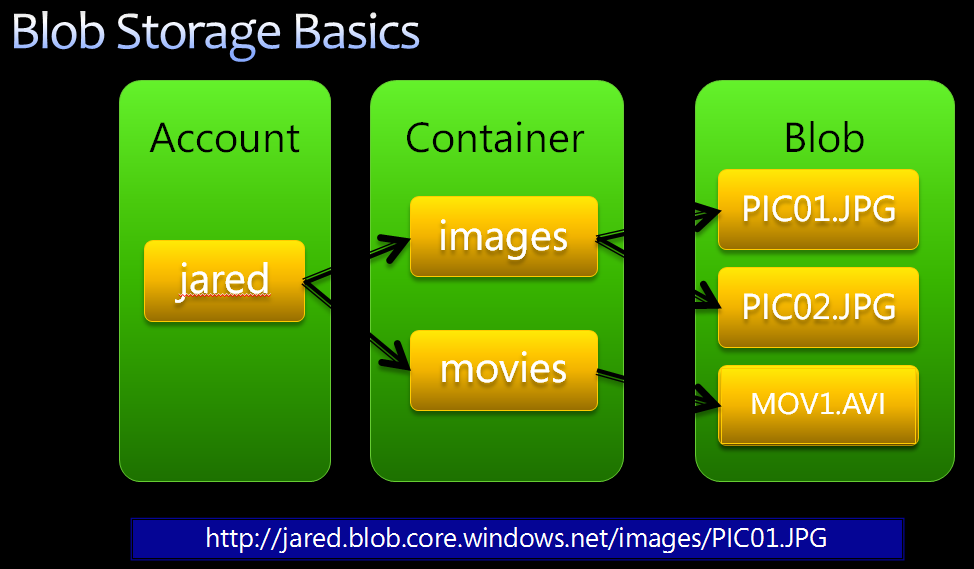 Blob Storage Basics
Account
Container
Blob
jared
images
movies
PIC01.JPG
PIC02.JPG
MOV1.AVI
http://jared.blob.core.windows.net/images/PIC01.JPG